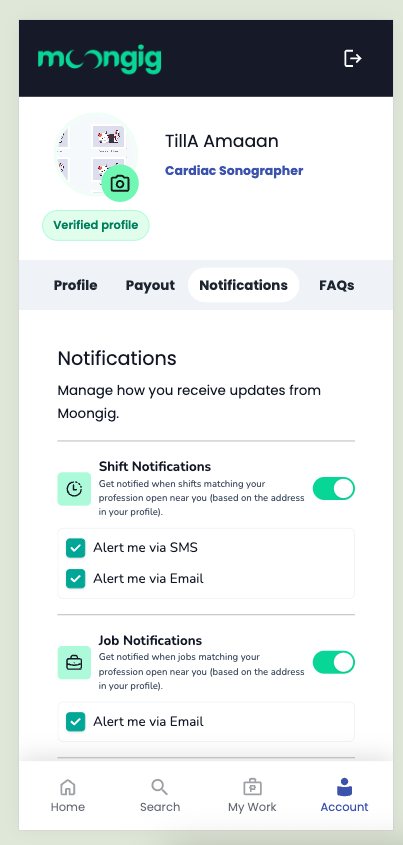 moongig
TillA Amaaan
Cardiac Sonographer
Verified profile
Profile Payout Notifications FAQs
Notifications
Manage how you receive updates from
Moongig.
Shift Notifications
Get notified when shifts matching your
profession open near you (based on the address
in your profile).
Alert me via SMS
Alert me via Email
Job Notifications
Get notified when jobs matching your
profession open near you (based on the address
in your profile).
Alert me via Email
Home Search My Work Account